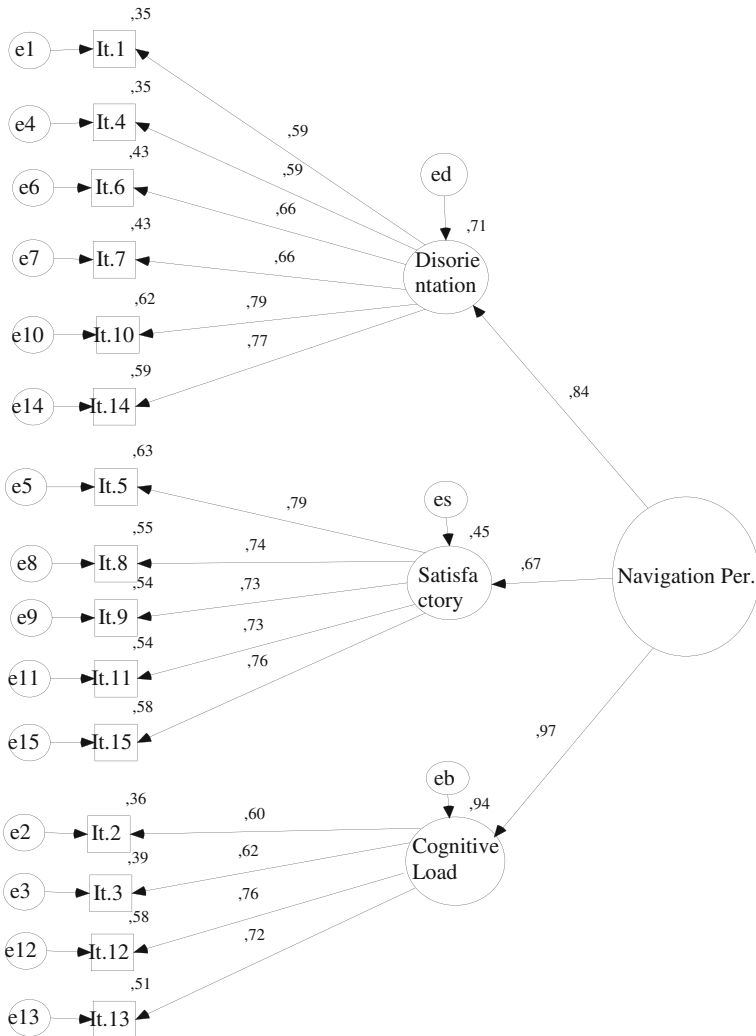 ,35
e1
It.1
,35
e4
It.4
,59
,43
,59
e6
It.6
ed
,66
,43
,71
e7
It.7
,66
Disorie
ntation
,62
,79
e10
It.10
,77
,59
e14
It.14
,84
,63
e5
It.5
,79
es
,55
,45
e8
It.8
,74
Satisfa
ctory
,67
Navigation Per.
,54
,73
e9
It.9
,73
,54
e11
It.11
,76
,58
e15
It.15
,97
eb
,36
,94
e2
It.2
,60
Cognitive
Load
,39
,62
e3
It.3
,76
,58
,72
e12
It.12
,51
e13
It.13